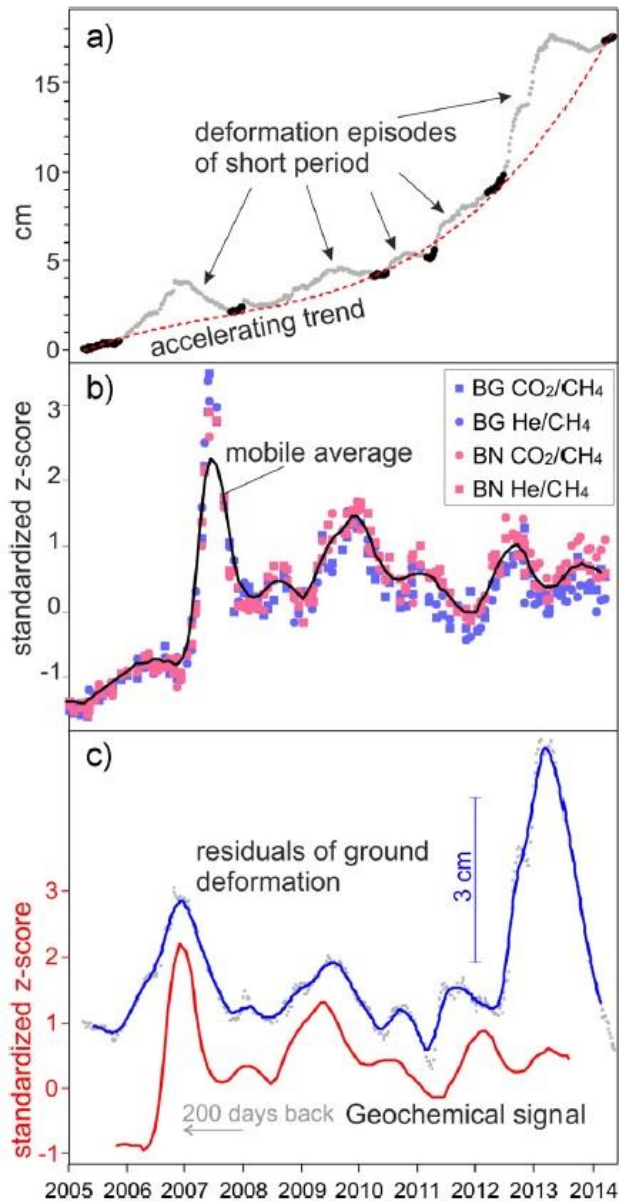 a)
15
10
5
0
cm
deformation episodes
of short period
accelerating trend
b)
3
2
1
0
-1
standardized z-score
BG CO₂/CH₄
BG He/CH₄
BN CO₂/CH₄
BN He/CH₄
mobile average
c)
residuals of ground
deformation
3 cm
3
2
1
0
-1
standardized z-score
200 days back
Geochemical signal
2005 2006 2007 2008 2009 2010 2011 2012 2013 2014